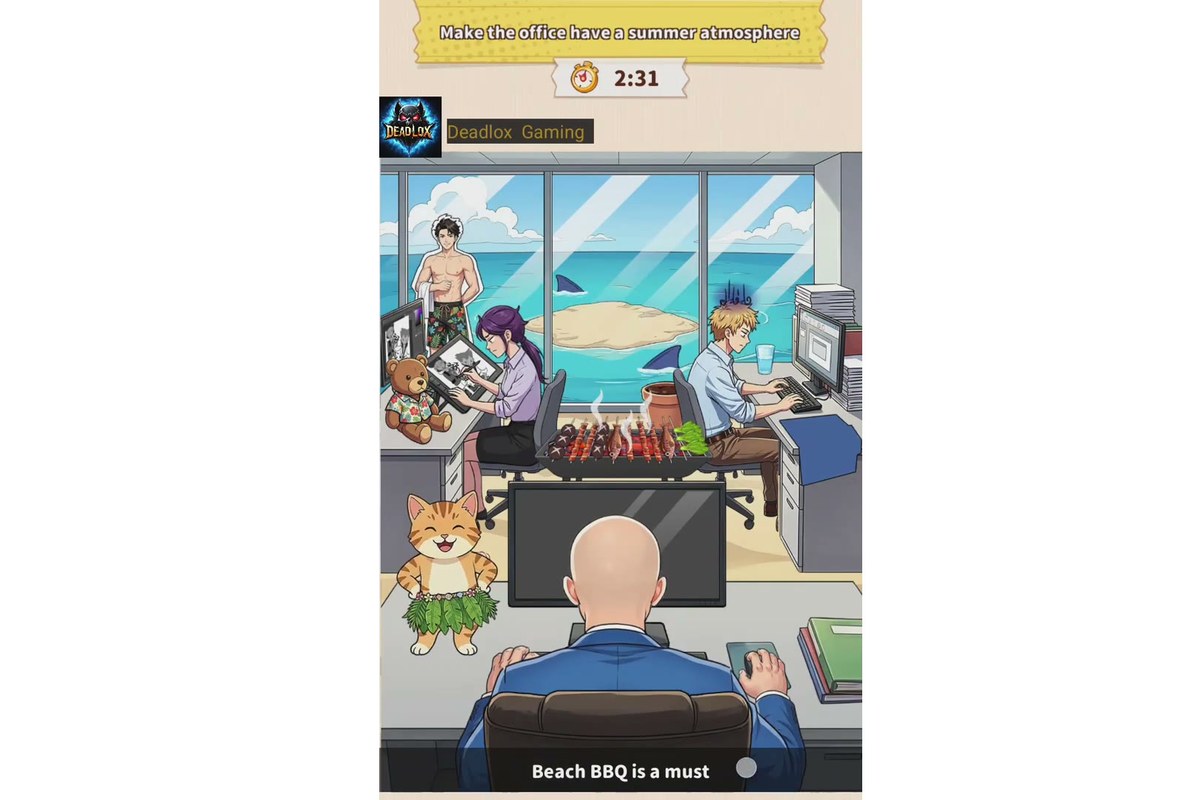 Make the office have a summer atmosphere
2:31
DEADLOX
Deadlox Gaming
Beach BBQ is a must